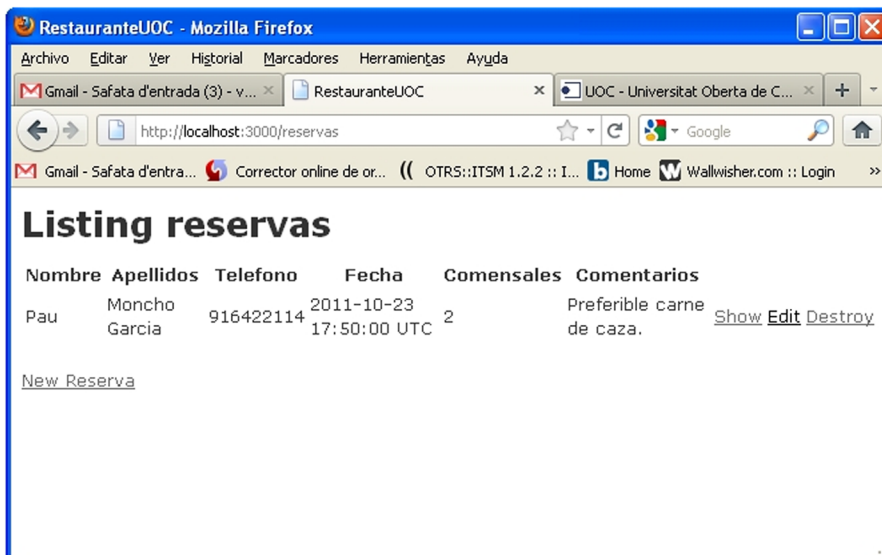 RestauranteUOC - Mozilla Firefox
Archivo Editar Ver Historial Marcadores Herramientas Ayuda
Gmail - Safata d'entrada (3) - v... RestauranteUOC UOC - Universitat Oberta de C...
http://localhost:3000/reservas Google
Gmail - Safata d'entra... Corrector online de or... OTRS::ITSM 1.2.2 :: I... Home Wallwisher.com :: Login »
Listing reservas
Nombre Apellidos Telefono Fecha Comensales Comentarios
Pau Moncho Garcia 916422114 2011-10-23 17:50:00 UTC 2 Preferible carne de caza. Show Edit Destroy
New Reserva